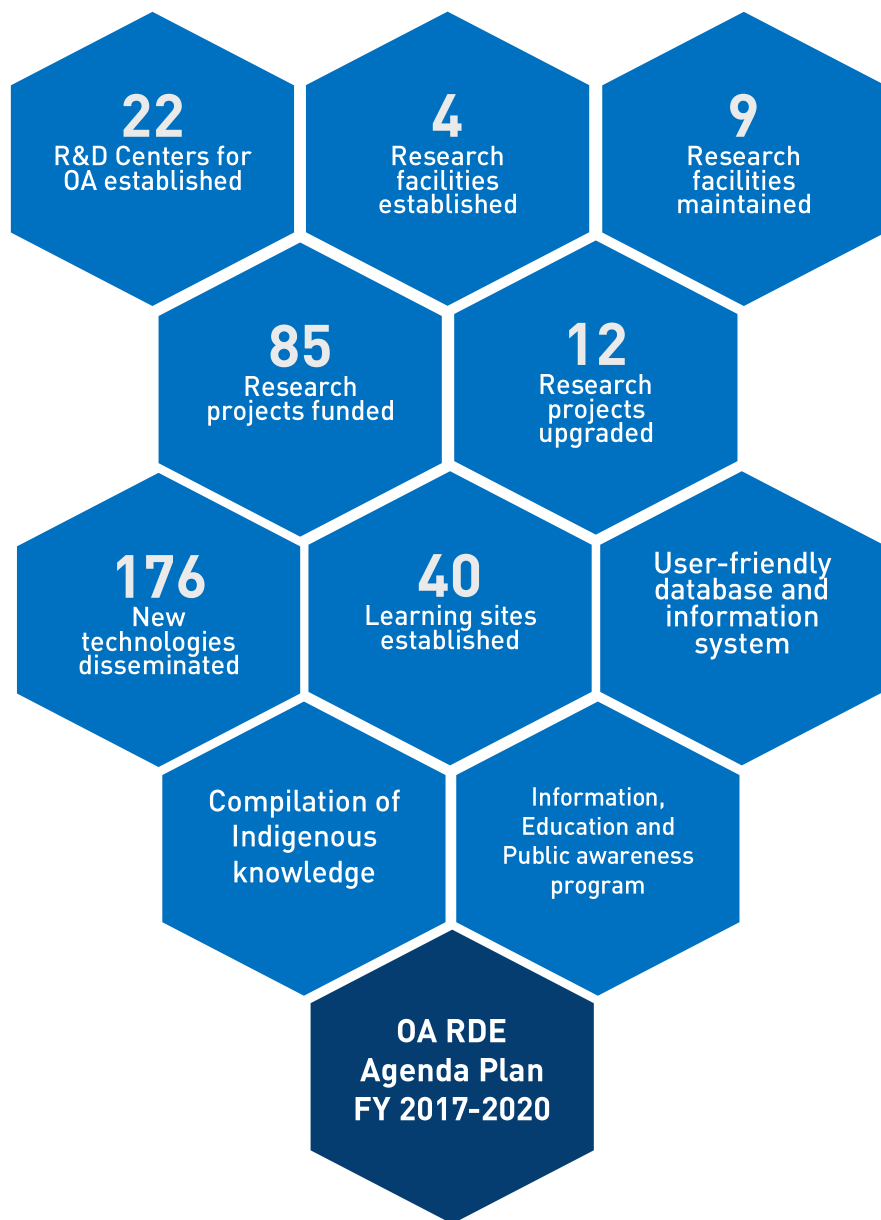 22
R&D Centers for
OA established
4
Research
facilities
established
9
Research
facilities
maintained
85
Research
projects funded
12
Research
projects
upgraded
176
New
technologies
disseminated
40
Learning sites
established
User-friendly
database and
information
system
Compilation of
Indigenous
knowledge
Information,
Education and
Public awareness
program
OA RDE
Agenda Plan
FY 2017-2020